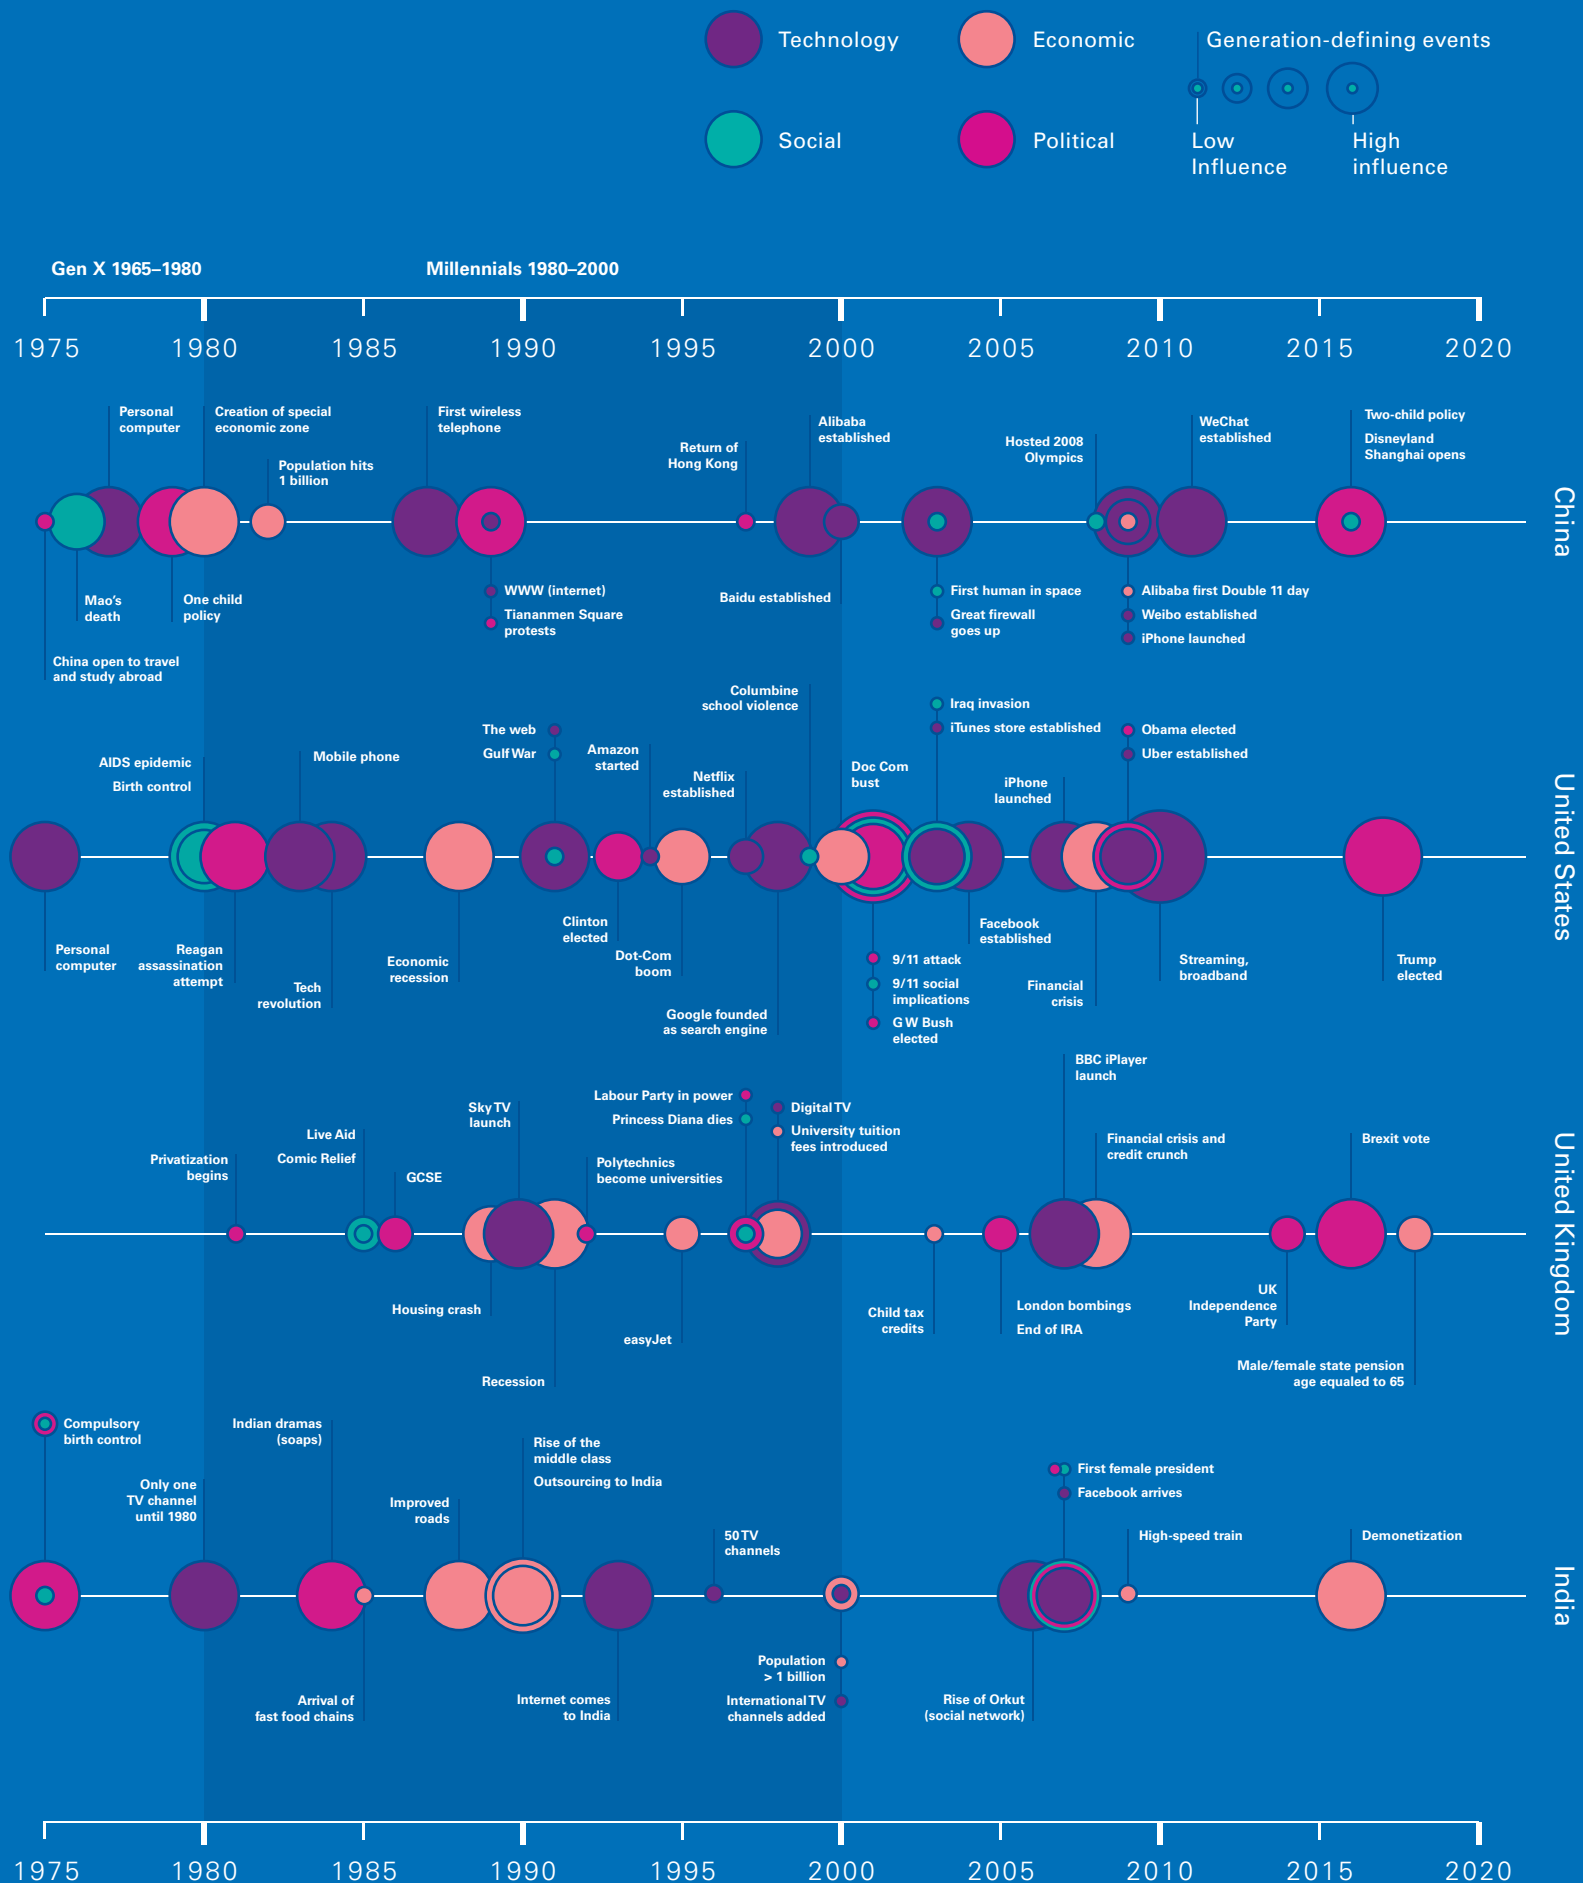 Technology
Economic
Generation-defining events
Social
Political
Low
Influence
High
influence
Gen X 1965–1980
Millennials 1980–2000
1975
1980
1985
1990
1995
2000
2005
2010
2015
2020
China
Personal
computer
Creation of special
economic zone
Population hits
1 billion
First wireless
telephone
Return of
Hong Kong
Alibaba
established
Hosted 2008
Olympics
WeChat
established
Two-child policy
Disneyland
Shanghai opens
Mao's
death
One child
policy
China open to travel
and study abroad
WWW (internet)
Tiananmen Square
protests
Baidu established
First human in space
Great firewall
goes up
Alibaba first Double 11 day
Weibo established
iPhone launched
United States
AIDS epidemic
Birth control
Mobile phone
The web
Gulf War
Amazon
started
Netflix
established
Columbine
school violence
Doc Com
bust
Iraq invasion
iTunes store established
iPhone
launched
Obama elected
Uber established
Personal
computer
Reagan
assassination
attempt
Tech
revolution
Economic
recession
Clinton
elected
Dot-Com
boom
Google founded
as search engine
9/11 attack
9/11 social
implications
G W Bush
elected
Facebook
established
Financial
crisis
Streaming,
broadband
Trump
elected
United Kingdom
Privatization
begins
Live Aid
Comic Relief
GCSE
Sky TV
launch
Polytechnics
become universities
Labour Party in power
Princess Diana dies
Digital TV
University tuition
fees introduced
BBC iPlayer
launch
Financial crisis and
credit crunch
Brexit vote
Housing crash
Recession
easyJet
Child tax
credits
London bombings
End of IRA
UK
Independence
Party
Male/female state pension
age equaled to 65
India
Compulsory
birth control
Only one
TV channel
until 1980
Indian dramas
(soaps)
Improved
roads
Rise of the
middle class
Outsourcing to India
50 TV
channels
First female president
Facebook arrives
High-speed train
Demonetization
Arrival of
fast food chains
Internet comes
to India
Population
> 1 billion
International TV
channels added
Rise of Orkut
(social network)
1975
1980
1985
1990
1995
2000
2005
2010
2015
2020